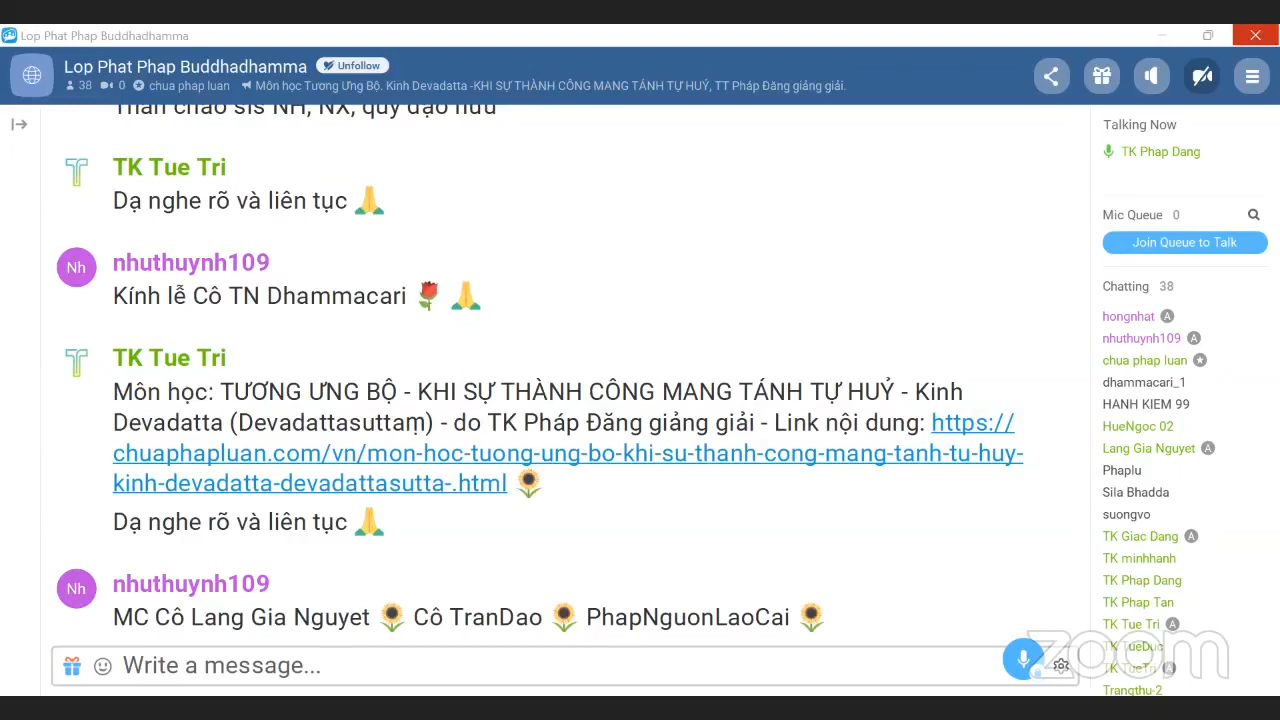 Lop Phat Phap Buddhadhamma
Lop Phat Phap Buddhadhamma Unfollow
38 0 chua phap luan Môn học Tương Ưng Bộ. Kinh Devadatta -KHI SỰ THÀNH CÔNG MANG TÁNH TỰ HUỶ, TT Pháp Đăng giảng giải.
Thân chào sis NH, NX, quý đạo hữu
TK Tue Tri
Dạ nghe rõ và liên tục 🙏
Nh
nhuthuynh109
Kính lễ Cô TN Dhammacari 🌹 🙏
TK Tue Tri
Môn học: TƯƠNG ƯNG BỘ - KHI SỰ THÀNH CÔNG MANG TÁNH TỰ HUỶ - Kinh
Devadatta (Devadattasuttaṃ) - do TK Pháp Đăng giảng giải - Link nội dung: https://
chuaphapluan.com/vn/mon-hoc-tuong-ung-bo-khi-su-thanh-cong-mang-tanh-tu-huy-
kinh-devadatta-devadattasutta-.html 🌻
Dạ nghe rõ và liên tục 🙏
Nh
nhuthuynh109
MC Cô Lang Gia Nguyet 🌻 Cô TranDao 🌻 PhapNguonLaoCai 🌻
Write a message...
Talking Now
TK Phap Dang
Mic Queue 0
Join Queue to Talk
Chatting 38
hongnhat A
nhuthuynh109 A
chua phap luan
dhammacari_1
HANH KIEM 99
HueNgoc 02
Lang Gia Nguyet A
Phaplu
Sila Bhadda
suongvo
TK Giac Dang A
TK minhhanh
TK Phap Dang
TK Phap Tan
TK Tue Tri A
TK TueDuc
TK TueTri A
Trangthu-2
zoom